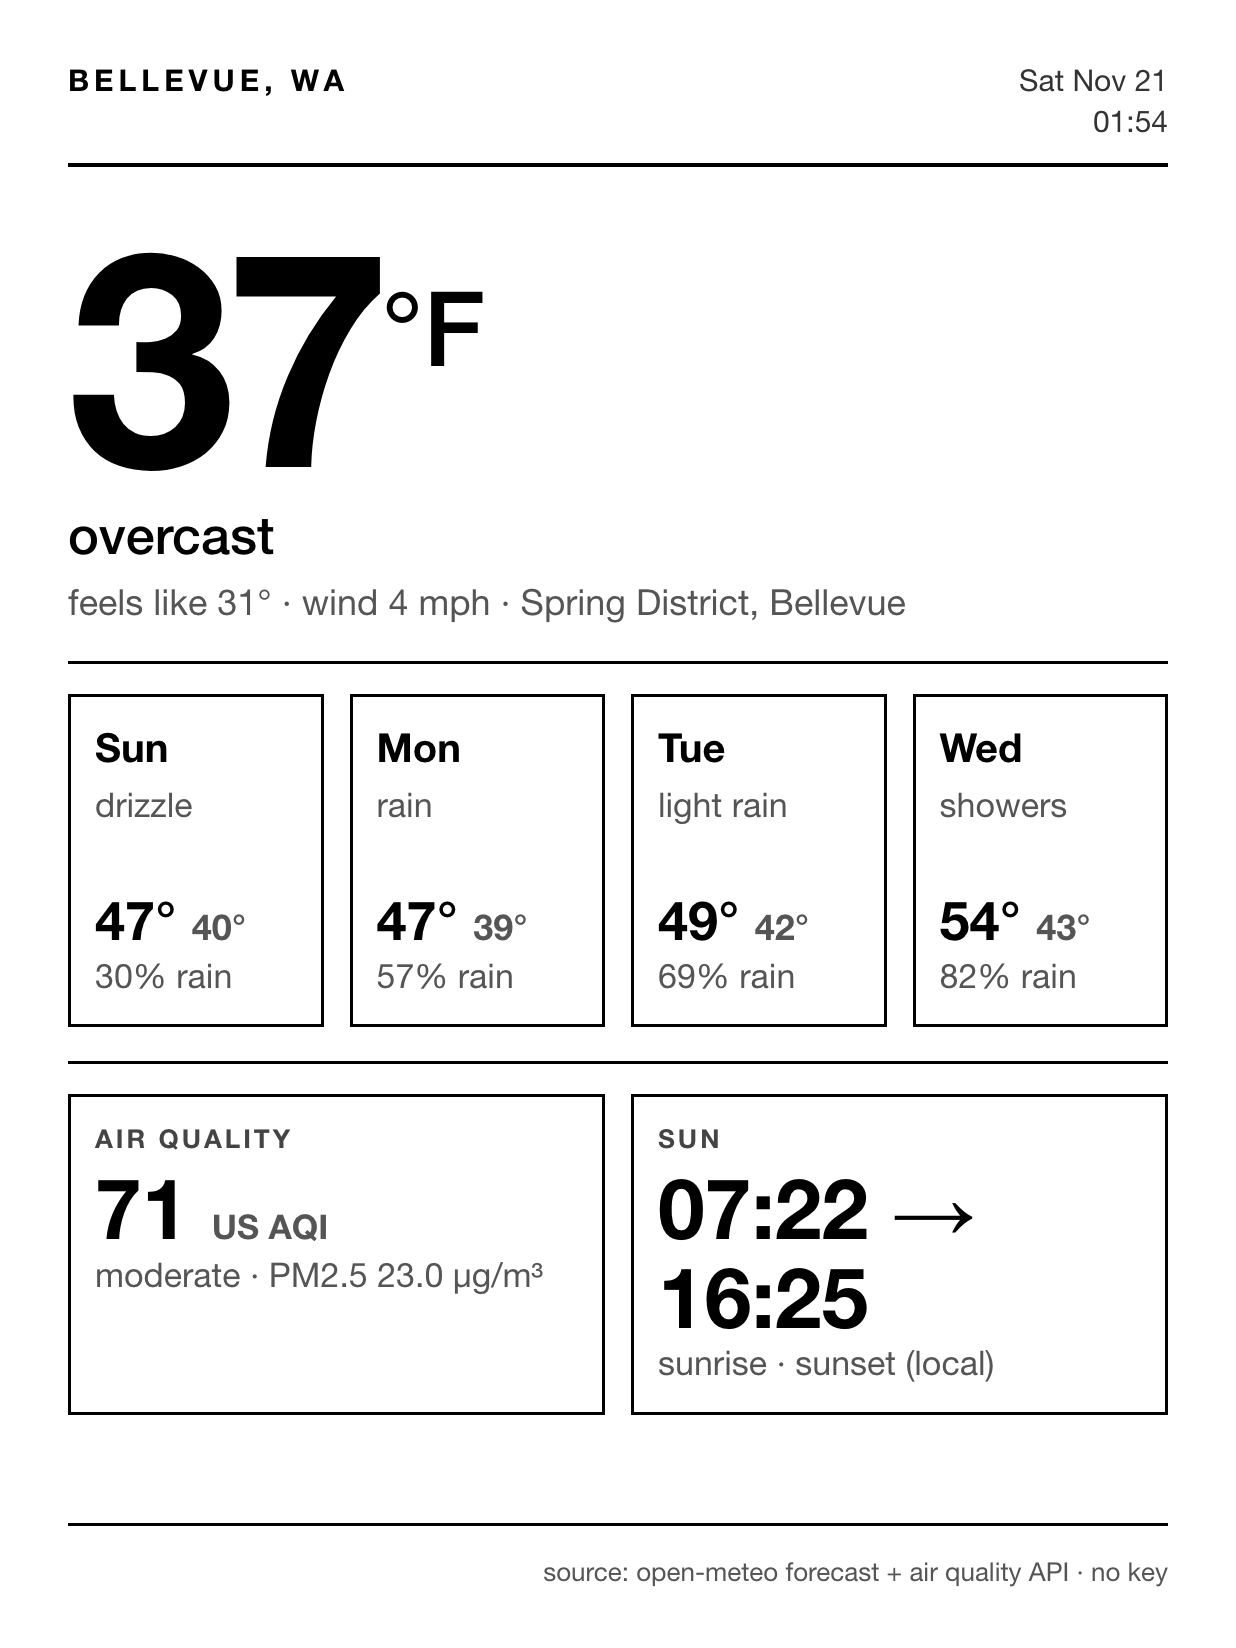 BELLEVUE, WA
Sat Nov 21
01:54
37°F
overcast
feels like 31° · wind 4 mph · Spring District, Bellevue
Sun
drizzle
47° 40°
30% rain
Mon
rain
47° 39°
57% rain
Tue
light rain
49° 42°
69% rain
Wed
showers
54° 43°
82% rain
AIR QUALITY
71 US AQI
moderate · PM2.5 23.0 µg/m³
SUN
07:22 →
16:25
sunrise · sunset (local)
source: open-meteo forecast + air quality API · no key